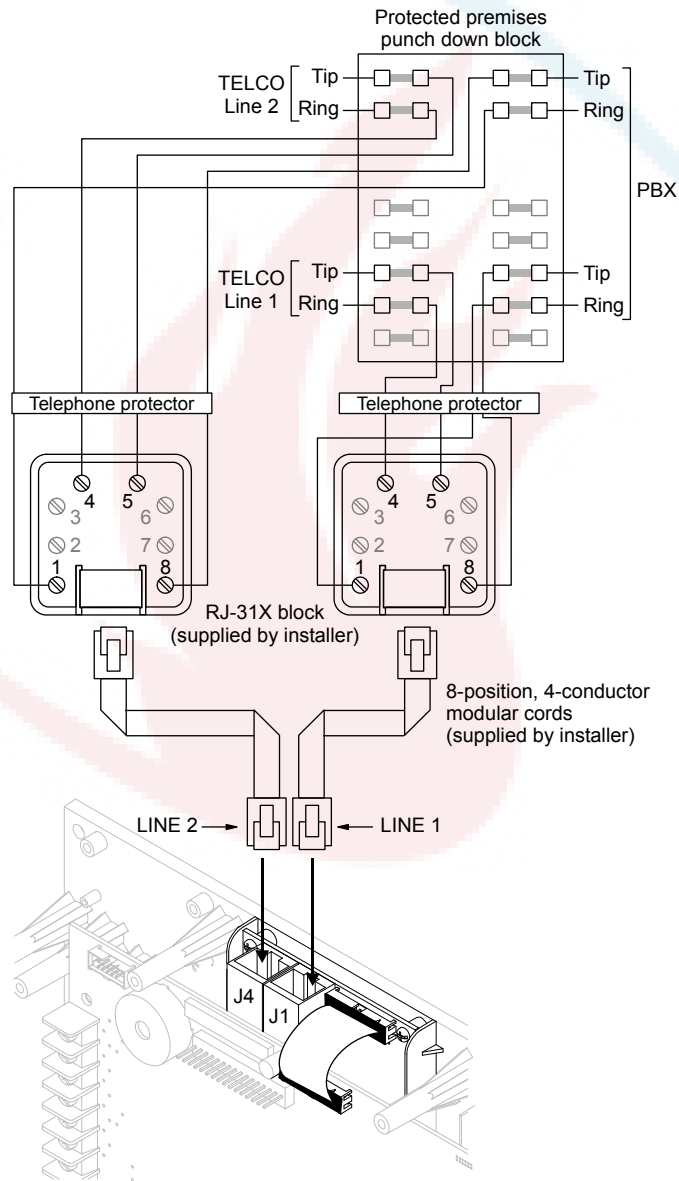 Protected premises
punch down block
TELCO
Line 2
Tip
Ring
Tip
Ring
PBX
TELCO
Line 1
Tip
Ring
Tip
Ring
Telephone protector
Telephone protector
4 5
3 6
2 7
1 8
4 5
3 6
2 7
1 8
RJ-31X block
(supplied by installer)
8-position, 4-conductor
modular cords
(supplied by installer)
LINE 2
LINE 1
J4
J1